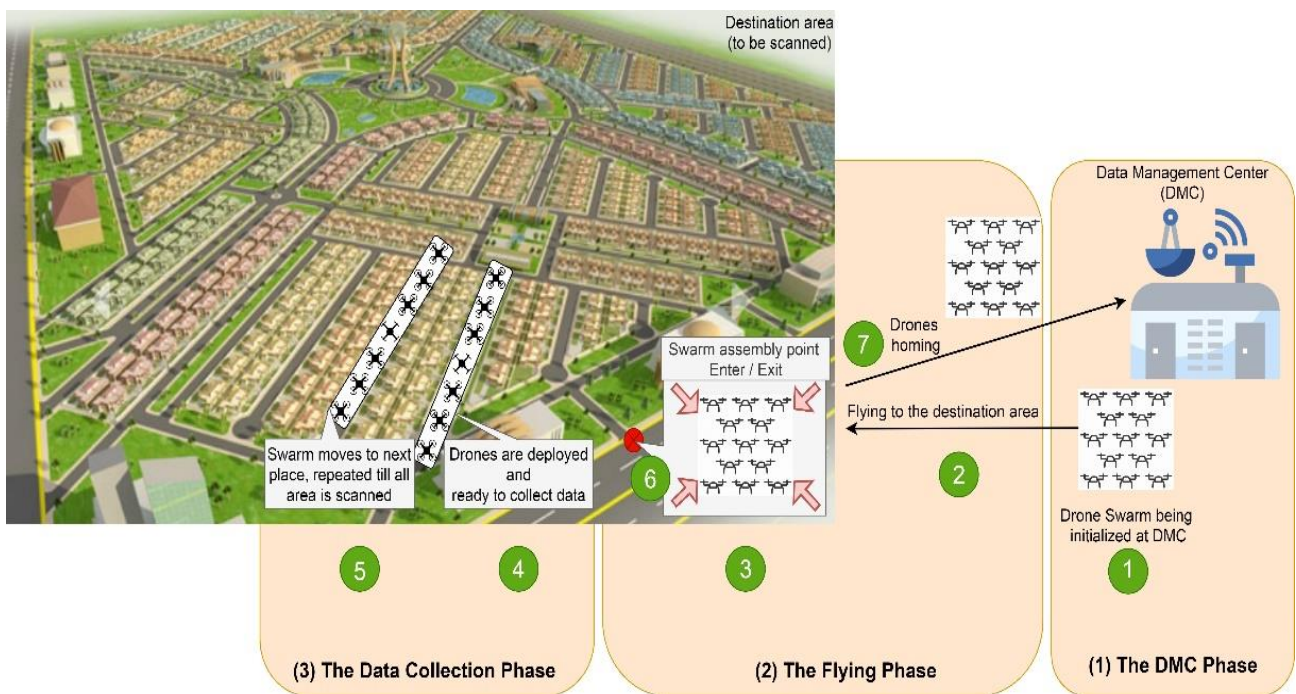 Destination area
(to be scanned)
Data Management Center
(DMC)
7
Drones
homing
Swarm assembly point
Enter / Exit
Flying to the destination area
Swarm moves to next
place, repeated till all
area is scanned
Drones are deployed
and
ready to collect data
6
2
Drone Swarm being
initialized at DMC
5
4
3
1
(3) The Data Collection Phase
(2) The Flying Phase
(1) The DMC Phase